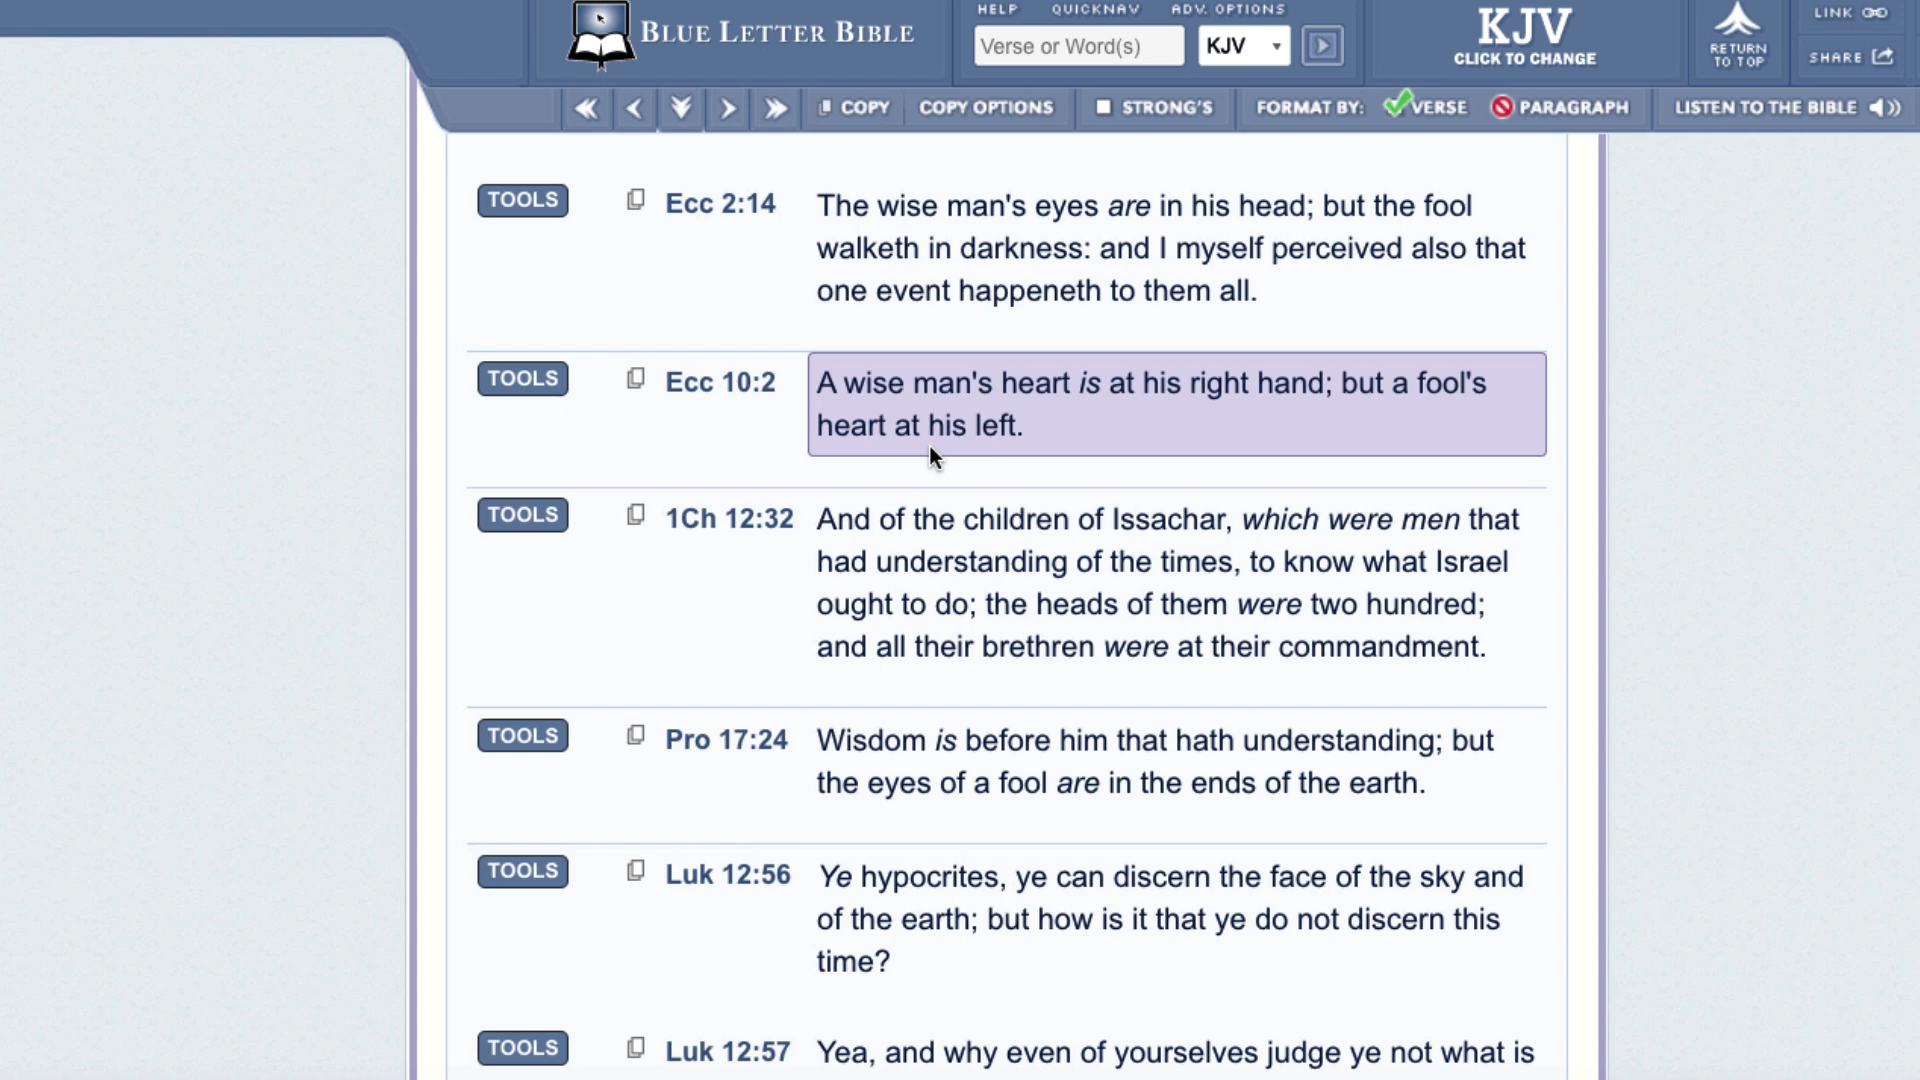 HELP QUICKNAV ADV. OPTIONS
BLUE LETTER BIBLE
Verse or Word(s)
KJV
KJV
CLICK TO CHANGE
RETURN
TO TOP
LINK
SHARE
COPY COPY OPTIONS STRONG'S FORMAT BY: VERSE PARAGRAPH LISTEN TO THE BIBLE
TOOLS Ecc 2:14 The wise man's eyes are in his head; but the fool
walketh in darkness: and I myself perceived also that
one event happeneth to them all.
TOOLS Ecc 10:2 A wise man's heart is at his right hand; but a fool's
heart at his left.
TOOLS 1Ch 12:32 And of the children of Issachar, which were men that
had understanding of the times, to know what Israel
ought to do; the heads of them were two hundred;
and all their brethren were at their commandment.
TOOLS Pro 17:24 Wisdom is before him that hath understanding; but
the eyes of a fool are in the ends of the earth.
TOOLS Luk 12:56 Ye hypocrites, ye can discern the face of the sky and
of the earth; but how is it that ye do not discern this
time?
TOOLS Luk 12:57 Yea, and why even of yourselves judge ye not what is